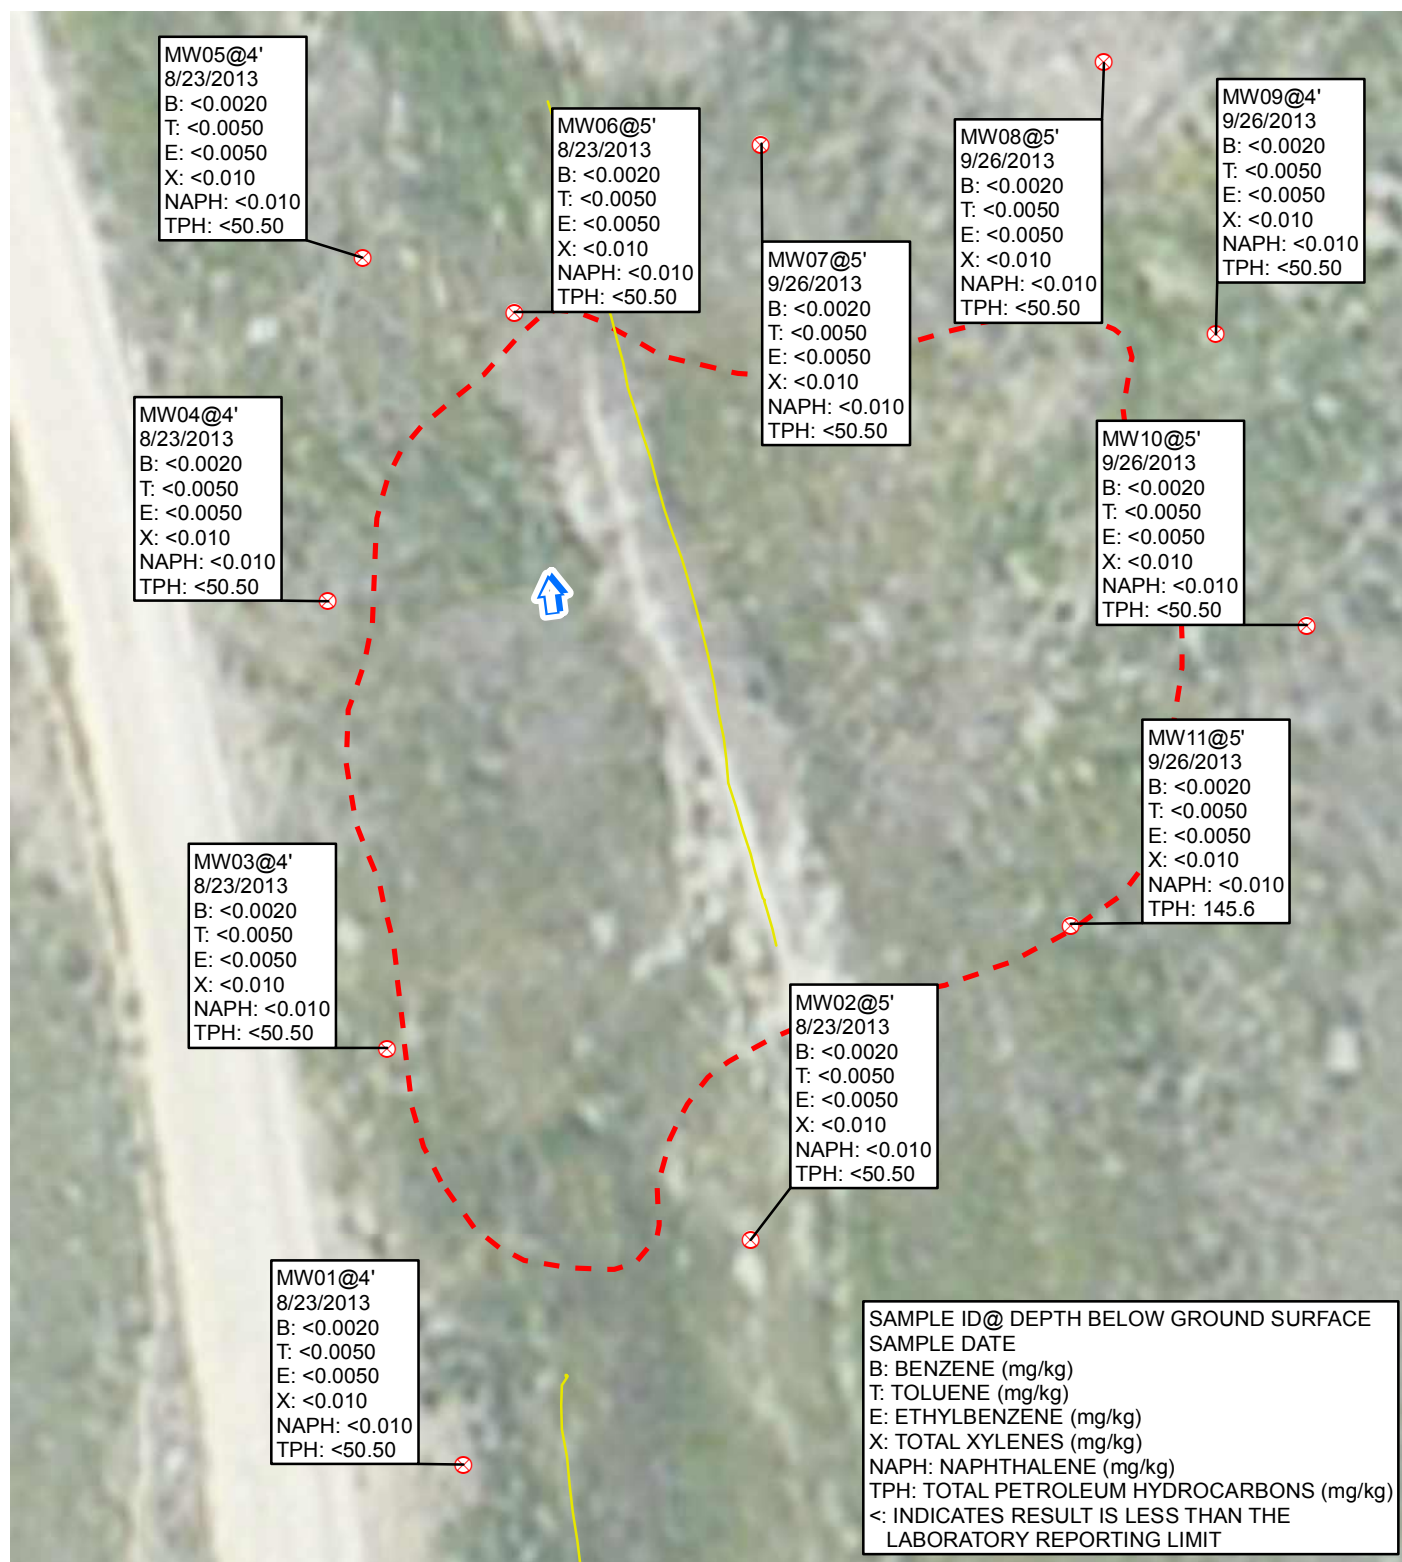 MW05@4'
8/23/2013
B: <0.0020
T: <0.0050
E: <0.0050
X: <0.010
NAPH: <0.010
TPH: <50.50
MW06@5'
8/23/2013
B: <0.0020
T: <0.0050
E: <0.0050
X: <0.010
NAPH: <0.010
TPH: <50.50
MW07@5'
9/26/2013
B: <0.0020
T: <0.0050
E: <0.0050
X: <0.010
NAPH: <0.010
TPH: <50.50
MW08@5'
9/26/2013
B: <0.0020
T: <0.0050
E: <0.0050
X: <0.010
NAPH: <0.010
TPH: <50.50
MW09@4'
9/26/2013
B: <0.0020
T: <0.0050
E: <0.0050
X: <0.010
NAPH: <0.010
TPH: <50.50
MW04@4'
8/23/2013
B: <0.0020
T: <0.0050
E: <0.0050
X: <0.010
NAPH: <0.010
TPH: <50.50
MW10@5'
9/26/2013
B: <0.0020
T: <0.0050
E: <0.0050
X: <0.010
NAPH: <0.010
TPH: <50.50
MW11@5'
9/26/2013
B: <0.0020
T: <0.0050
E: <0.0050
X: <0.010
NAPH: <0.010
TPH: 145.6
MW03@4'
8/23/2013
B: <0.0020
T: <0.0050
E: <0.0050
X: <0.010
NAPH: <0.010
TPH: <50.50
MW02@5'
8/23/2013
B: <0.0020
T: <0.0050
E: <0.0050
X: <0.010
NAPH: <0.010
TPH: <50.50
MW01@4'
8/23/2013
B: <0.0020
T: <0.0050
E: <0.0050
X: <0.010
NAPH: <0.010
TPH: <50.50
SAMPLE ID@ DEPTH BELOW GROUND SURFACE
SAMPLE DATE
B: BENZENE (mg/kg)
T: TOLUENE (mg/kg)
E: ETHYLBENZENE (mg/kg)
X: TOTAL XYLENES (mg/kg)
NAPH: NAPHTHALENE (mg/kg)
TPH: TOTAL PETROLEUM HYDROCARBONS (mg/kg)
<: INDICATES RESULT IS LESS THAN THE
LABORATORY REPORTING LIMIT